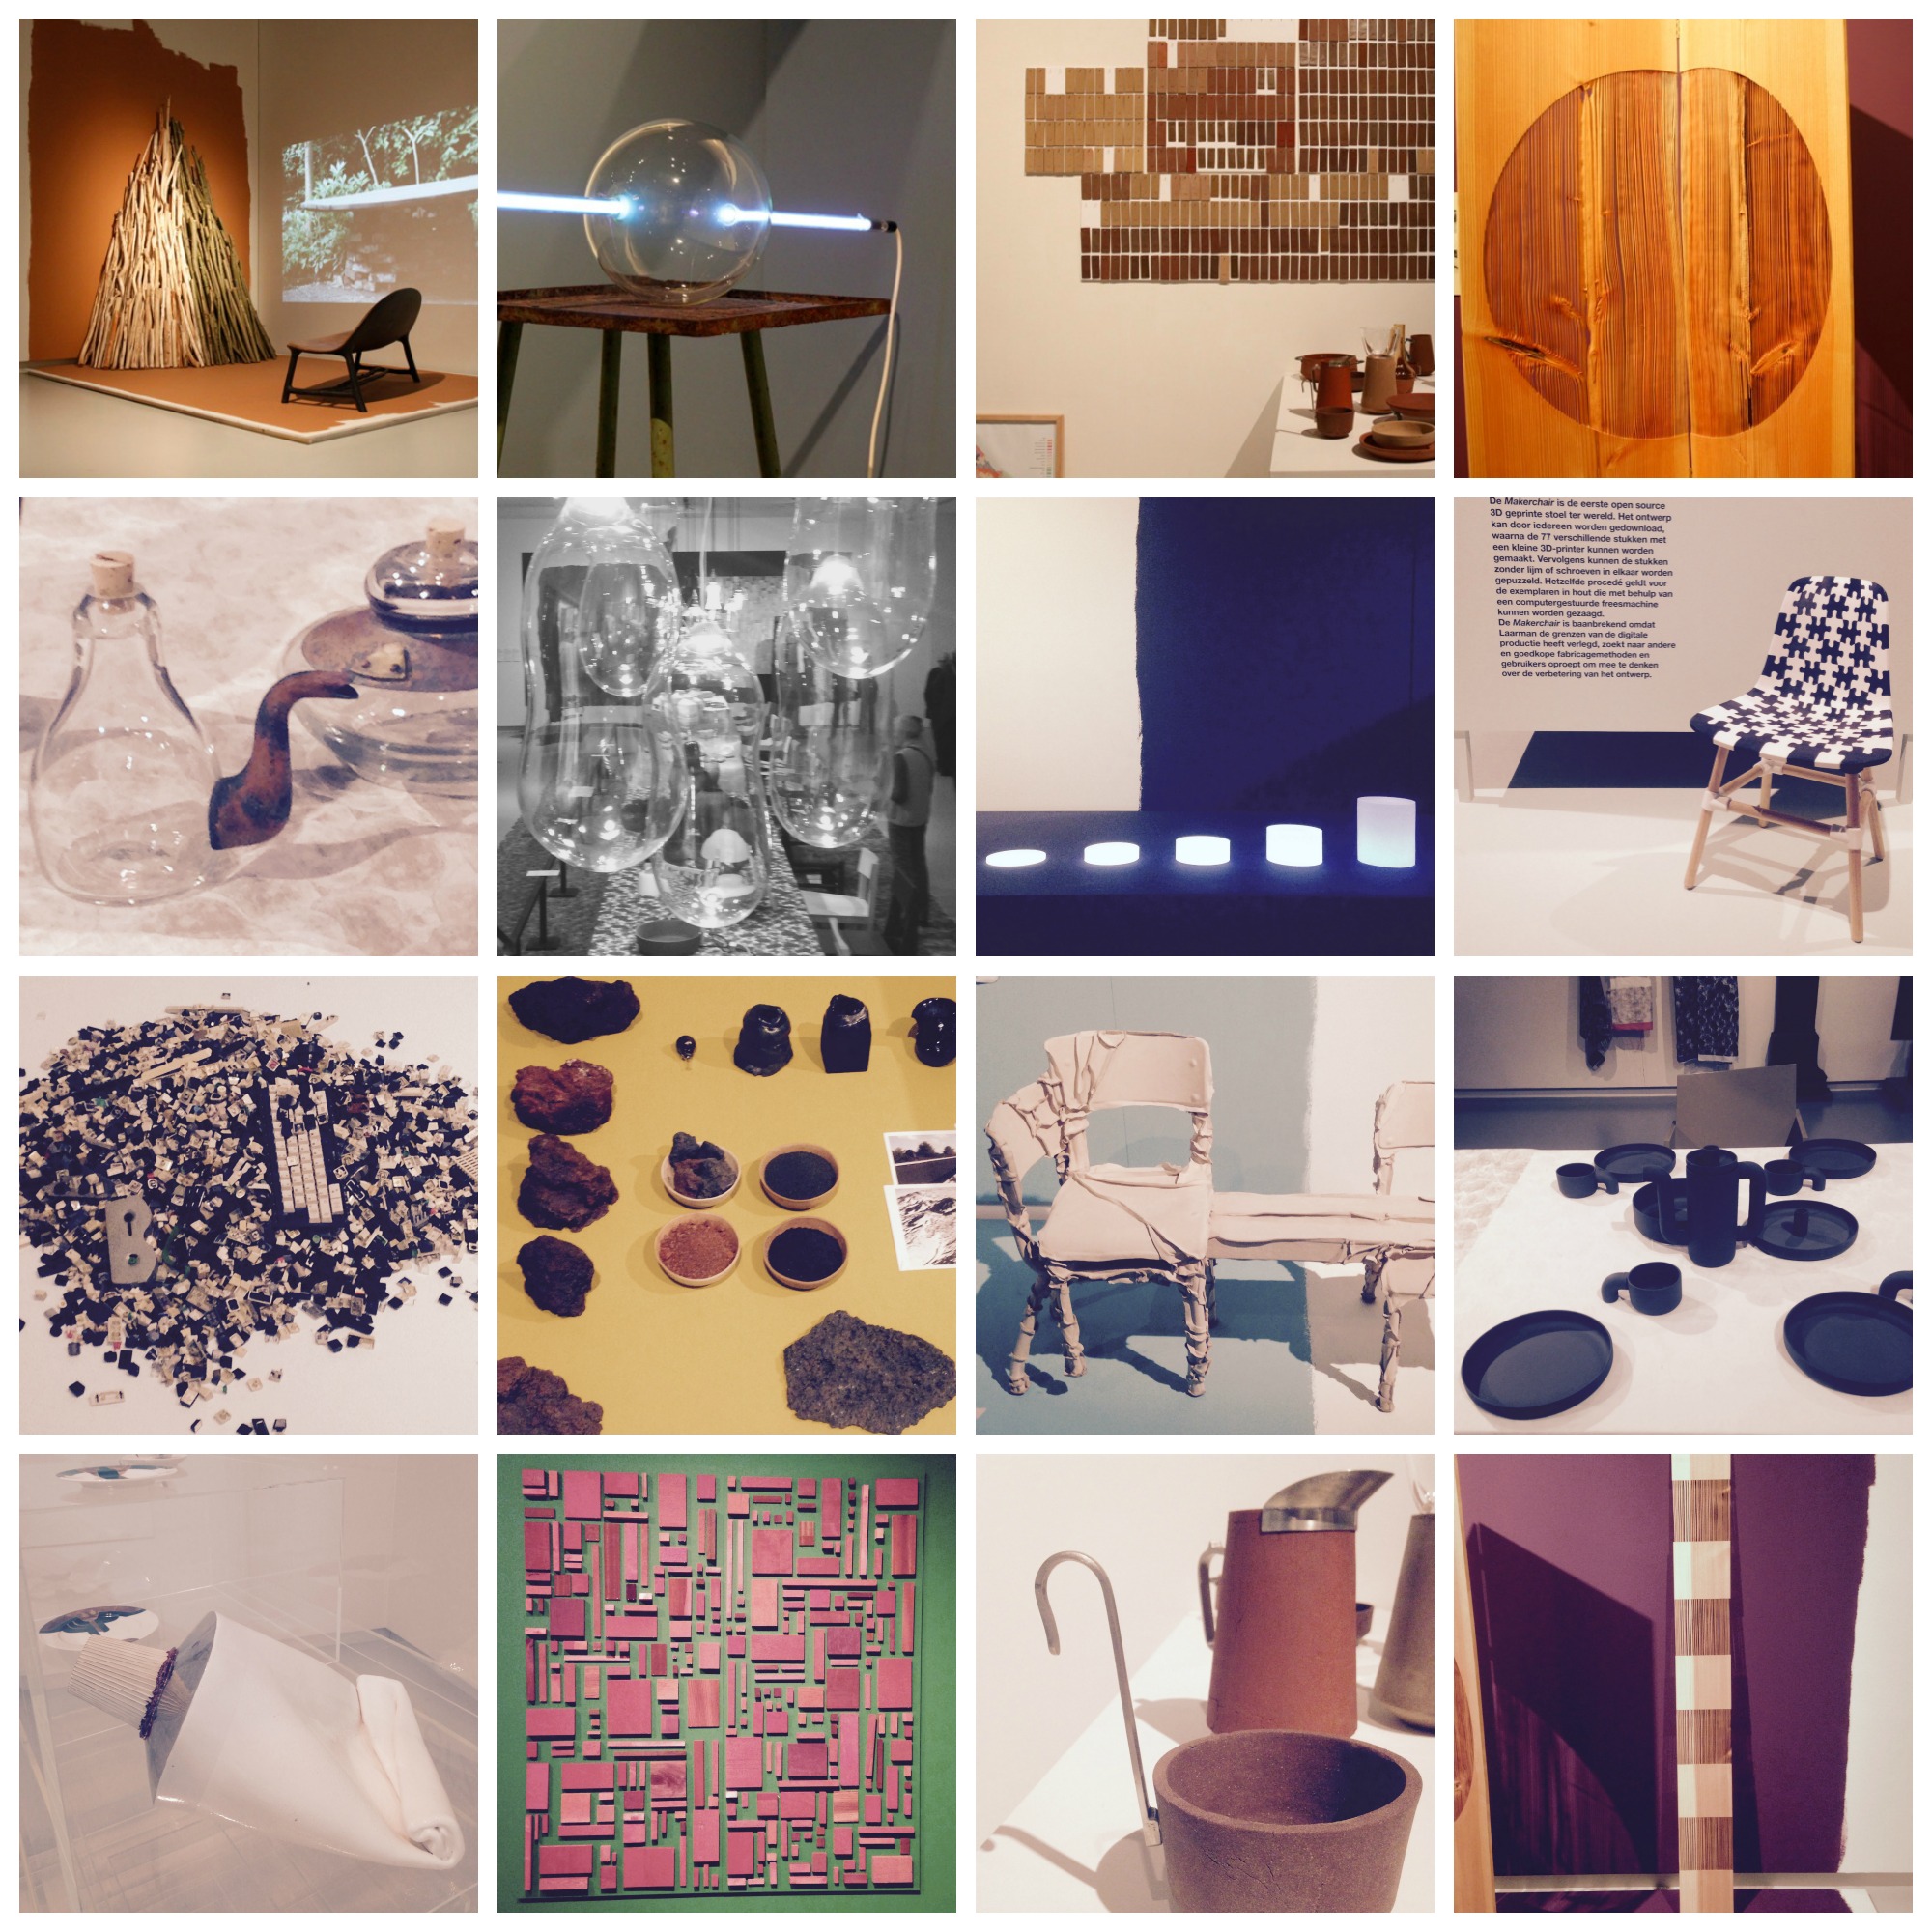 De Makerchair is de eerste open source
3D geprinte stoel ter wereld. Het ontwerp
kan door iedereen worden gedownload,
waarna de 77 verschillende stukken met
een kleine 3D-printer kunnen worden
gemaakt. Vervolgens kunnen de stukken
zonder lijm of schroeven in elkaar worden
gepuzzeld. Hetzelfde procedé geldt voor
de exemplaren in hout die met behulp van
een computergestuurde freesmachine
kunnen worden gezaagd.
De Makerchair is baanbrekend omdat
Laarman de grenzen van de digitale
productie heeft verlegd, zoekt naar andere
en goedkope fabricagemethoden en
gebruikers oproept om mee te denken
over de verbetering van het ontwerp.